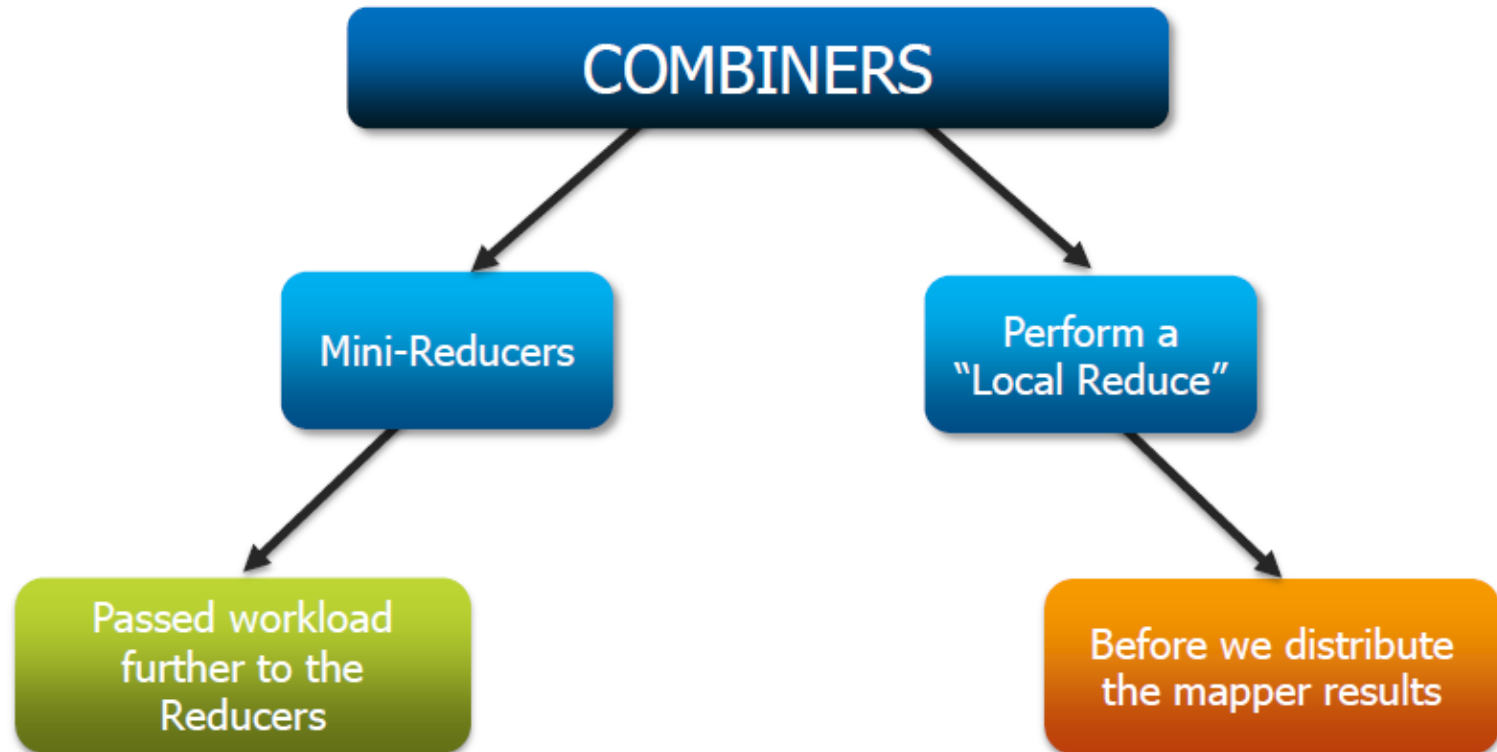 COMBINERS
Mini-Reducers
Perform a
“Local Reduce”
Passed workload
further to the
Reducers
Before we distribute
the mapper results